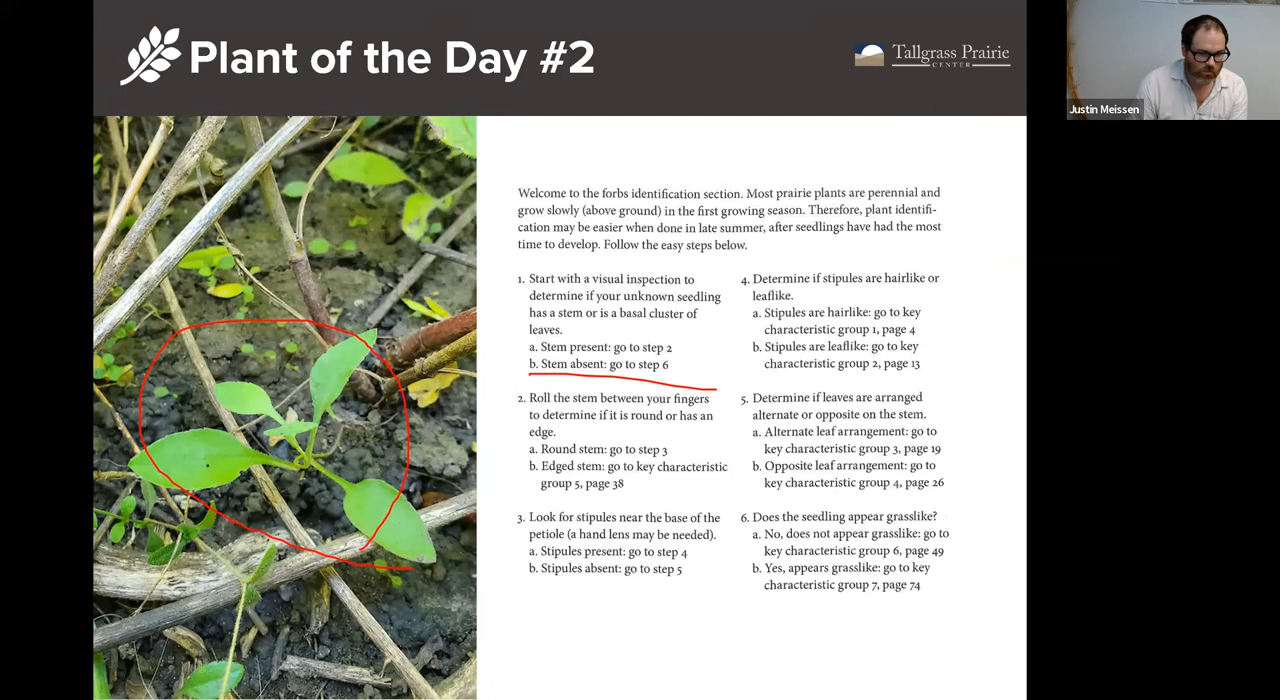 Plant of the Day #2
Tallgrass Prairie
CENTER
Justin Meissen
Welcome to the forbs identification section. Most prairie plants are perennial and
grow slowly (above ground) in the first growing season. Therefore, plant identifi-
cation may be easier when done in late summer, after seedlings have had the most
time to develop. Follow the easy steps below.
1. Start with a visual inspection to
determine if your unknown seedling
has a stem or is a basal cluster of
leaves.
a. Stem present: go to step 2
b. Stem absent: go to step 6
2. Roll the stem between your fingers
to determine if it is round or has an
edge.
a. Round stem: go to step 3
b. Edged stem: go to key characteristic
group 5, page 38
3. Look for stipules near the base of the
petiole (a hand lens may be needed).
a. Stipules present: go to step 4
b. Stipules absent: go to step 5
4. Determine if stipules are hairlike or
leaflike.
a. Stipules are hairlike: go to key
characteristic group 1, page 4
b. Stipules are leaflike: go to key
characteristic group 2, page 13
5. Determine if leaves are arranged
alternate or opposite on the stem.
a. Alternate leaf arrangement: go to
key characteristic group 3, page 19
b. Opposite leaf arrangement: go to
key characteristic group 4, page 26
6. Does the seedling appear grasslike?
a. No, does not appear grasslike: go to
key characteristic group 6, page 49
b. Yes, appears grasslike: go to key
characteristic group 7, page 74